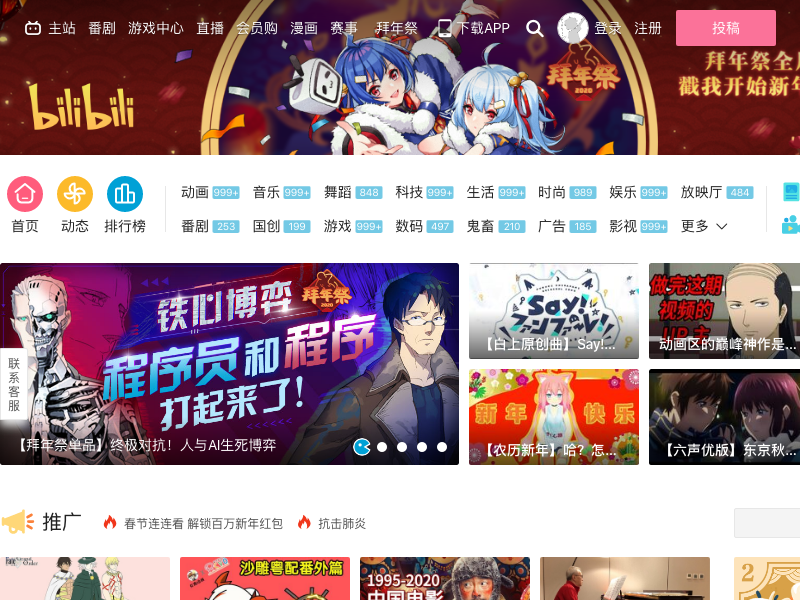 主站 番剧 游戏中心 直播 会员购 漫画 赛事 拜年祭 下载APP 登录 注册 投稿
bilibili
拜年祭
2020
拜年祭全
戳我开始新年
首页 动态 排行榜
动画 999+ 音乐 999+ 舞蹈 848 科技 999+ 生活 999+ 时尚 989 娱乐 999+ 放映厅 484
番剧 253 国创 199 游戏 999+ 数码 497 鬼畜 210 广告 185 影视 999+ 更多
铁心博弈
拜年祭
程序员和程序
打起来了!
【拜年祭单品】终极对抗！人与AI生死博弈
联系客服
Say!
ファンファーレ!
【白上原创曲】Say!...
做完这期
视频的
UP主
动画区的巅峰神作是...
新年快乐
【农历新年】哈？怎...
【六声优版】东京秋...
推广
春节连连看 解锁百万新年红包
抗击肺炎
沙雕粤配番外篇
1995-2020
中国电影
2